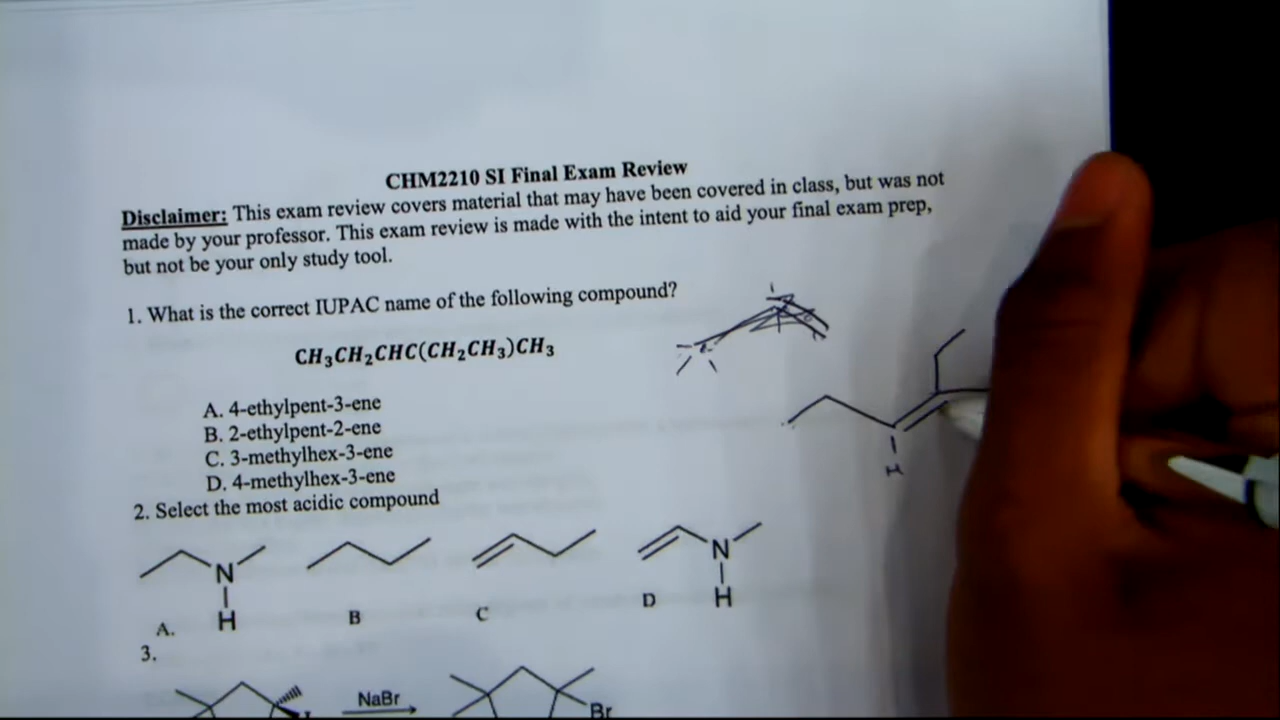 CHM2210 SI Final Exam Review
Disclaimer: This exam review covers material that may have been covered in class, but was not
made by your professor. This exam review is made with the intent to aid your final exam prep,
but not be your only study tool.
1. What is the correct IUPAC name of the following compound?
CH₃CH₂CHC(CH₂CH₃)CH₃
A. 4-ethylpent-3-ene
B. 2-ethylpent-2-ene
C. 3-methylhex-3-ene
D. 4-methylhex-3-ene
H
2. Select the most acidic compound
N N
H H
A. B C D
3.
NaBr
Br